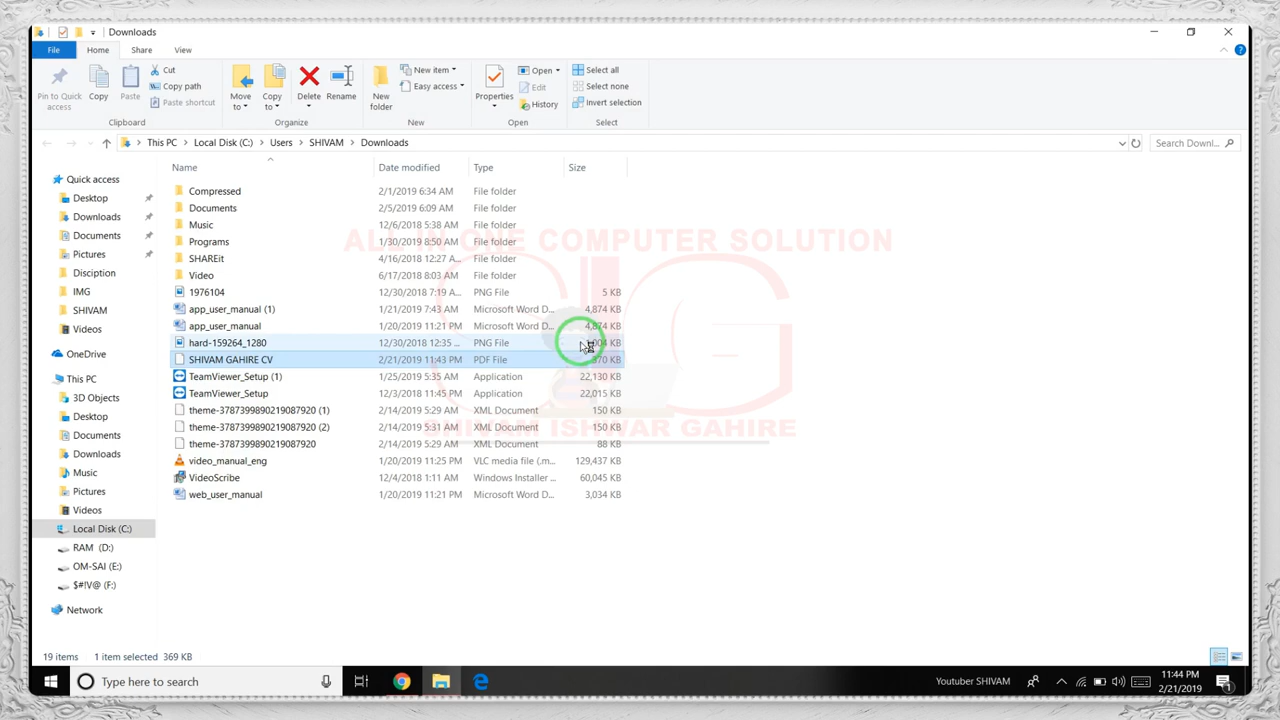 Downloads
File Home Share View
Pin to Quick access
Copy
Paste
Cut
Copy path
Paste shortcut
Clipboard
Move to
Copy to
Delete
Rename
Organize
New folder
New item
Easy access
New
Properties
Open
Edit
History
Open
Select all
Select none
Invert selection
Select
This PC > Local Disk (C:) > Users > SHIVAM > Downloads
Search Downl...
Quick access
Desktop
Downloads
Documents
Pictures
Disciption
IMG
SHIVAM
Videos
OneDrive
This PC
3D Objects
Desktop
Documents
Downloads
Music
Pictures
Videos
Local Disk (C:)
RAM (D:)
OM-SAI (E:)
$#!V@ (F:)
Network
Name Date modified Type Size
Compressed 2/1/2019 6:34 AM File folder
Documents 2/5/2019 6:09 AM File folder
Music 12/6/2018 5:38 AM File folder
Programs 1/30/2019 8:50 AM File folder
SHAREit 4/16/2018 12:27 A... File folder
Video 6/17/2018 8:03 AM File folder
1976104 12/30/2018 7:19 A... PNG File 5 KB
app_user_manual (1) 1/21/2019 7:43 AM Microsoft Word D... 4,874 KB
app_user_manual 1/20/2019 11:21 PM Microsoft Word D... 4,874 KB
hard-159264_1280 12/30/2018 12:35 ... PNG File KB
SHIVAM GAHIRE CV 2/21/2019 11:43 PM PDF File 370 KB
TeamViewer_Setup (1) 1/25/2019 5:35 AM Application 22,130 KB
TeamViewer_Setup 12/3/2018 11:45 PM Application 22,015 KB
theme-3787399890219087920 (1) 2/14/2019 5:29 AM XML Document 150 KB
theme-3787399890219087920 (2) 2/14/2019 5:31 AM XML Document 150 KB
theme-3787399890219087920 2/14/2019 5:29 AM XML Document 88 KB
video_manual_eng 1/20/2019 11:25 PM VLC media file (.m... 129,437 KB
VideoScribe 12/4/2018 1:11 AM Windows Installer ... 60,045 KB
web_user_manual 1/20/2019 11:21 PM Microsoft Word D... 3,034 KB
ALL IN ONE COMPUTER SOLUTION
SIG
SHIVAM ISHWAR GAHIRE
19 items 1 item selected 369 KB
Type here to search
Youtuber SHIVAM
11:44 PM
2/21/2019
1